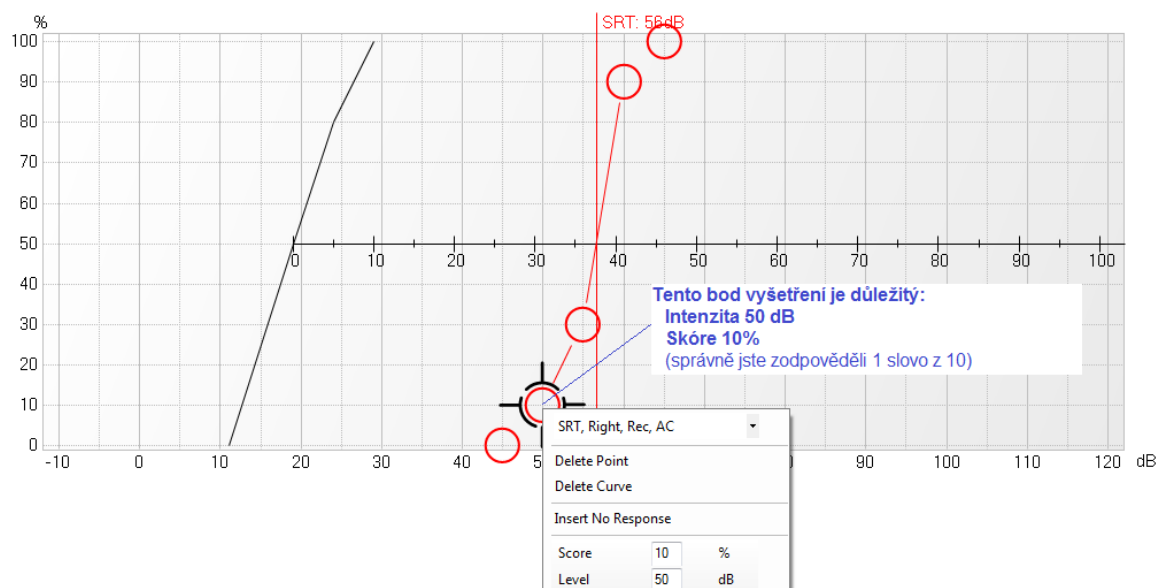 %
SRT: 56dB
100
90
80
70
60
50
0 10 20 30 40 50 60 70 80 90 100
40
Tento bod vyšetření je důležitý:
Intenzita 50 dB
30
Skóre 10%
(správně jste zodpověděli 1 slovo z 10)
20
10
SRT, Right, Rec, AC
0
-10 0 10 20 30 40 5 90 100 110 120 dB
Delete Point
Delete Curve
Insert No Response
Score 10 %
Level 50 dB